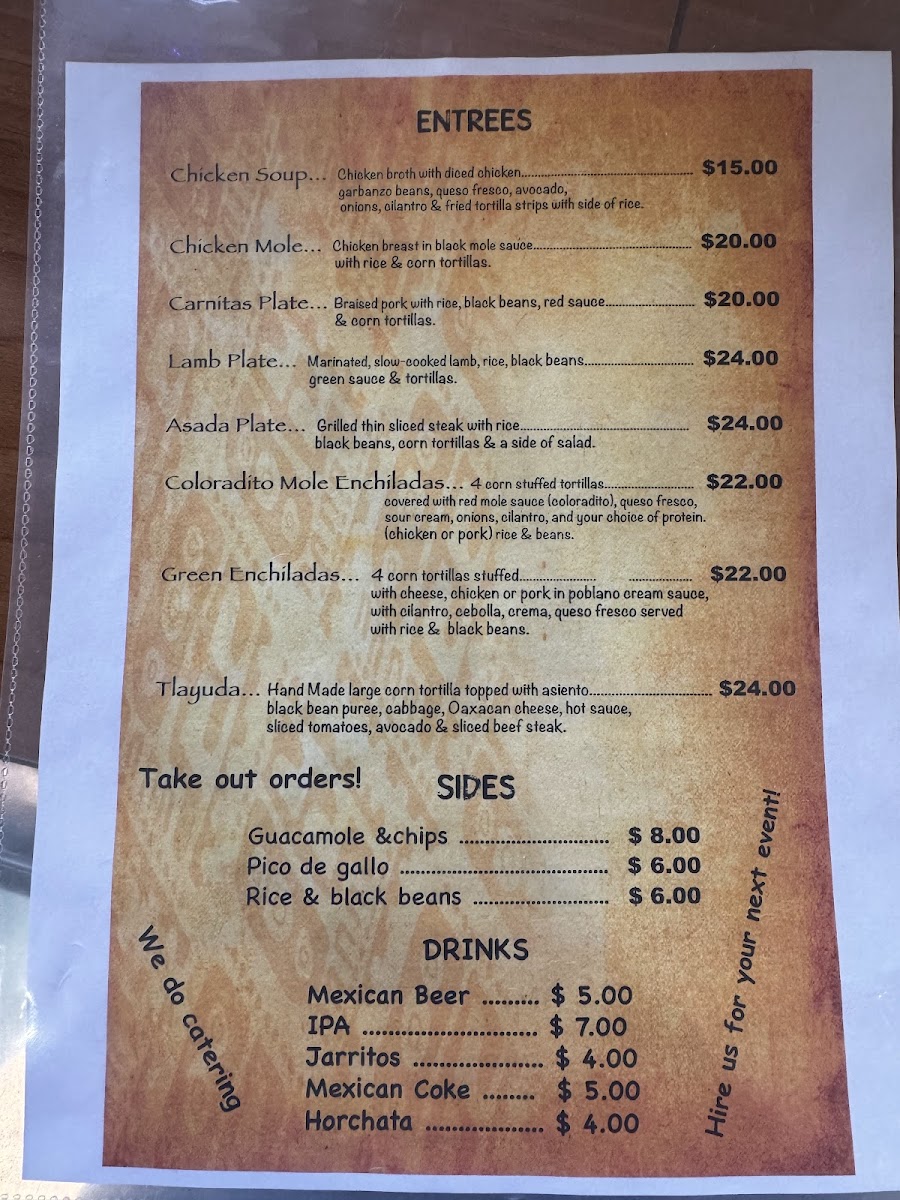 ENTREES
Chicken Soup... Chicken broth with diced chicken................................................ $15.00
garbanzo beans, queso fresco, avocado,
onions, cilantro & fried tortilla strips with side of rice.
Chicken Mole... Chicken breast in black mole sauce............................................ $20.00
with rice & corn tortillas.
Carnitas Plate... Braised pork with rice, black beans, red sauce......................... $20.00
& corn tortillas.
Lamb Plate... Marinated, slow-cooked lamb, rice, black beans.............................. $24.00
green sauce & tortillas.
Asada Plate... Grilled thin sliced steak with rice............................................... $24.00
black beans, corn tortillas & a side of salad.
Coloradito Mole Enchiladas... 4 corn stuffed tortillas......................... $22.00
covered with red mole sauce (coloradito), queso fresco,
sour cream, onions, cilantro, and your choice of protein.
(chicken or pork) rice & beans.
Green Enchiladas... 4 corn tortillas stuffed..................... .................. $22.00
with cheese, chicken or pork in poblano cream sauce,
with cilantro, cebolla, crema, queso fresco served
with rice & black beans.
Tlayuda... Hand Made large corn tortilla topped with asiento.................................. $24.00
black bean puree, cabbage, Oaxacan cheese, hot sauce,
sliced tomatoes, avocado & sliced beef steak.
Take out orders!
SIDES
Guacamole &chips ............................ $ 8.00
Pico de gallo ....................................... $ 6.00
Rice & black beans ......................... $ 6.00
We do catering
Hire us for your next event!
DRINKS
Mexican Beer ......... $ 5.00
IPA ............................ $ 7.00
Jarritos ..................... $ 4.00
Mexican Coke ........ $ 5.00
Horchata ................... $ 4.00